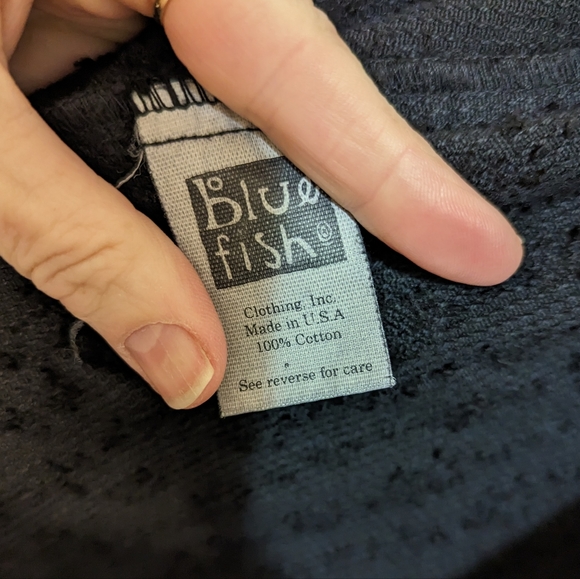 blue
fish®
Clothing, Inc.
Made in U.S.A
100% Cotton
See reverse for care